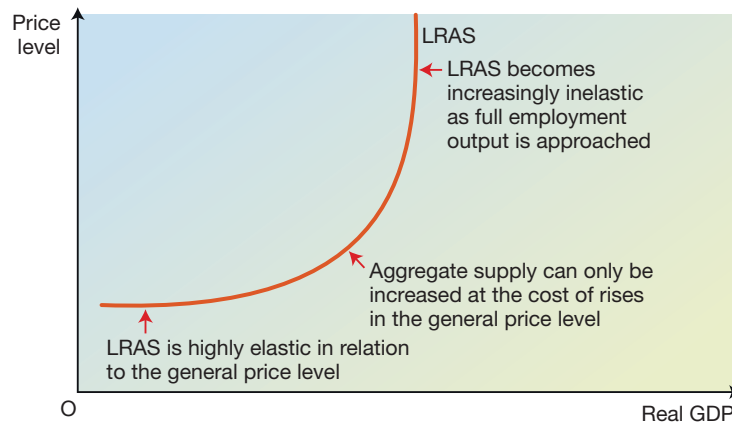 Price
level
LRAS
LRAS becomes
increasingly inelastic
as full employment
output is approached
Aggregate supply can only be
increased at the cost of rises
in the general price level
LRAS is highly elastic in relation
to the general price level
O
Real GDP